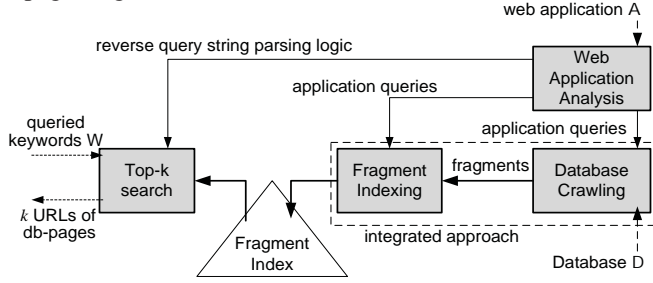 web application A
reverse query string parsing logic
Web
Application
Analysis
application queries
queried
keywords W
application queries
Top-k
search
Fragment
Indexing
fragments
Database
Crawling
k URLs of
db-pages
Fragment
Index
integrated approach
Database D